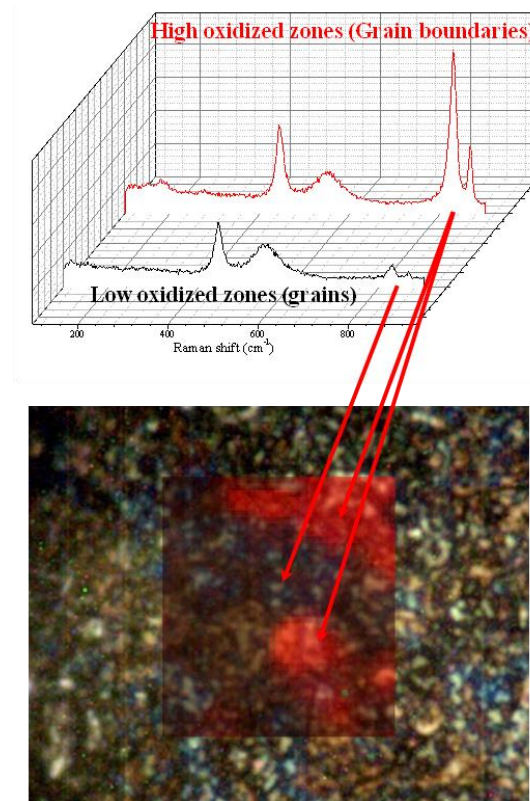 High oxidized zones (Grain boundaries)
Low oxidized zones (grains)
200 400 600 800
Raman shift (cm⁻¹)